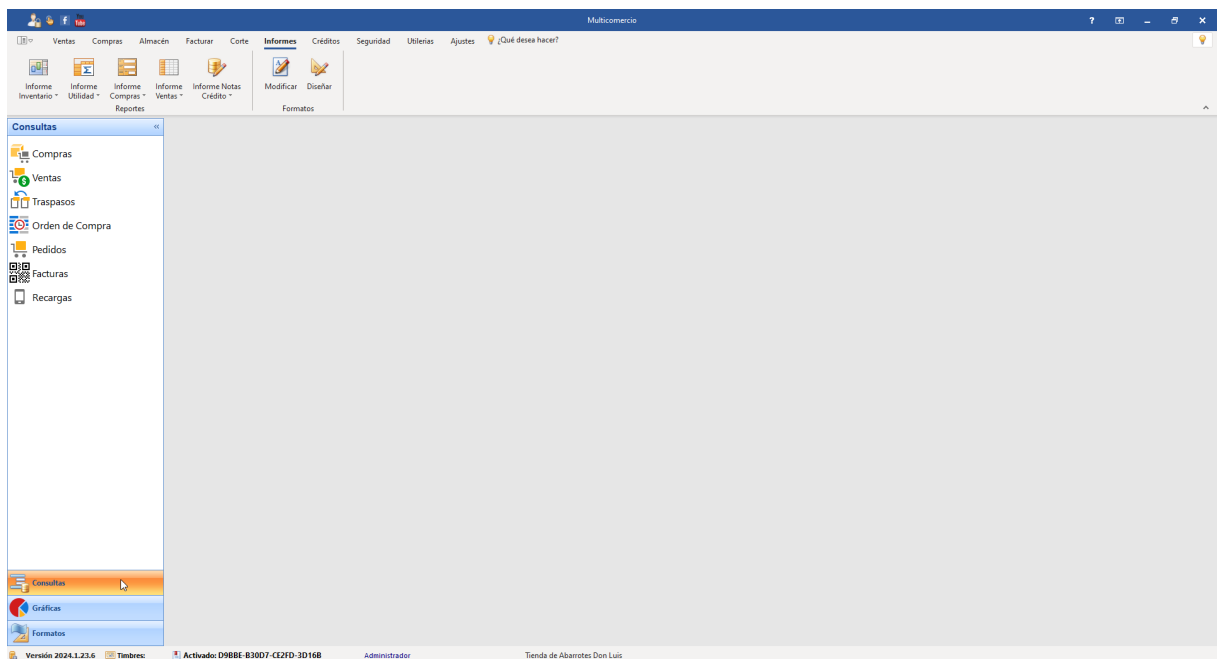 Multicomercio
Ventas Compras Almacén Facturar Corte Informes Créditos Seguridad Utilerias Ajustes ¿Qué desea hacer?
Informe Inventario Informe Utilidad Informe Compras Informe Ventas Informe Notas Crédito Modificar Diseñar
Reportes Formatos
Consultas
Compras
Ventas
Traspasos
Orden de Compra
Pedidos
Facturas
Recargas
Consultas
Gráficas
Formatos
Versión 2024.1.23.6 Timbres: Activado: D9BBE-B30D7-CE2FD-3D16B Administrador Tienda de Abarrotes Don Luis